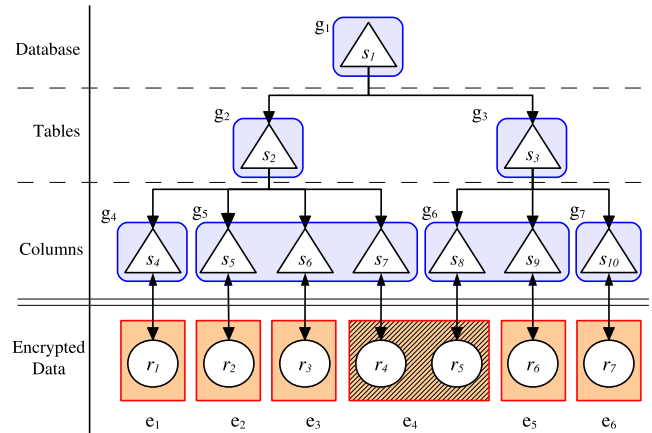 g1
Database
s1
g2
g3
Tables
s2
s3
g4
g5
g6
g7
Columns
s4
s5
s6
s7
s8
s9
s10
Encrypted
Data
r1
r2
r3
r4
r5
r6
r7
e1
e2
e3
e4
e5
e6